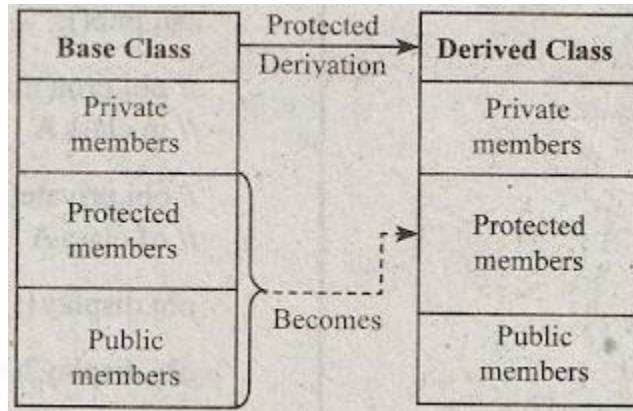 Base Class
Protected
Derivation
Derived Class
Private
members
Private
members
Protected
members
Protected
members
Becomes
Public
members
Public
members